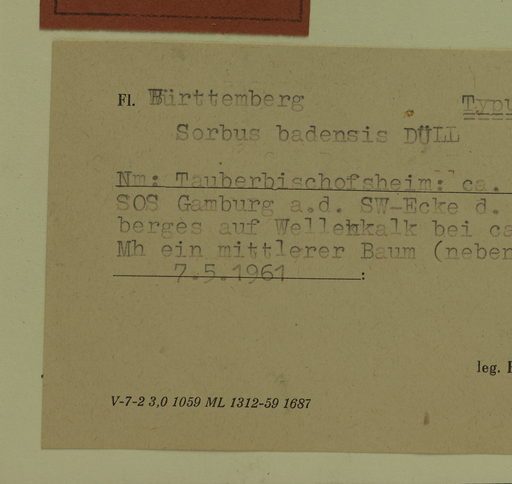 Fl. Württemberg Typu
Sorbus badensis DÜLL
Nm: Tauberbischofsheim: ca.
SOS Gamburg a.d. SW-Ecke d.
berges auf Wellenkalk bei ca
Mh ein mittlerer Baum (neben
7.5.1961 :
leg.
V-7-2 3,0 1059 ML 1312-59 1687